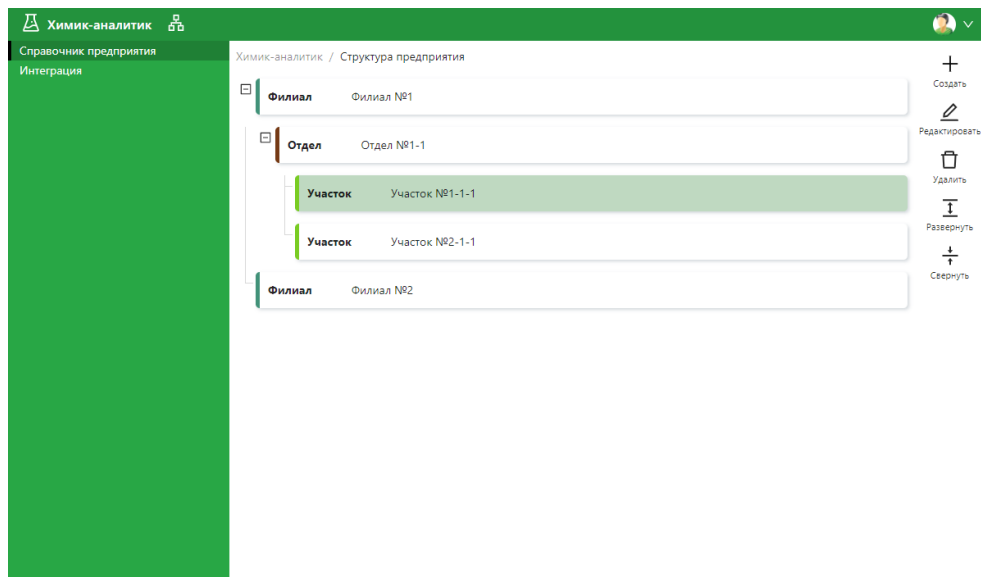 Химик-аналитик
Справочник предприятия
Интеграция
Химик-аналитик / Структура предприятия
Филиал Филиал №1
Отдел Отдел №1-1
Участок Участок №1-1-1
Участок Участок №2-1-1
Филиал Филиал №2
Создать
Редактировать
Удалить
Развернуть
Свернуть